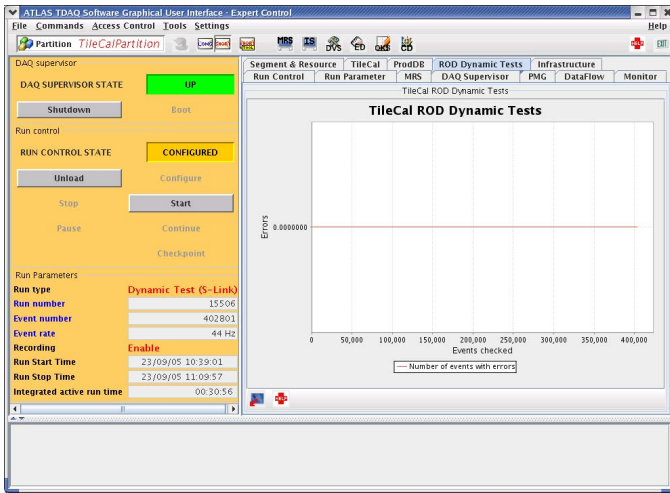 ATLAS TDAQ Software Graphical User Interface - Expert Control
File Commands Access Control Tools Settings Help
Partition TileCalPartition MRS IS DVS HELP EXIT
DAQ supervisor
DAQ SUPERVISOR STATE UP
Shutdown Boot
Run control
RUN CONTROL STATE CONFIGURED
Unload Configure
Stop Start
Pause Continue
Checkpoint
Run Parameters
Run type Dynamic Test (S-Link)
Run number 15506
Event number 402801
Event rate 44 Hz
Recording Enable
Run Start Time 23/09/05 10:39:01
Run Stop Time 23/09/05 11:09:57
Integrated active run time 00:30:56
Segment & Resource TileCal ProdDB ROD Dynamic Tests Infrastructure
Run Control Run Parameter MRS DAQ Supervisor PMG DataFlow Monitor
TileCal ROD Dynamic Tests
TileCal ROD Dynamic Tests
Errors
0.0000000
0 50,000 100,000 150,000 200,000 250,000 300,000 350,000 400,000
Events checked
Number of events with errors
HELP